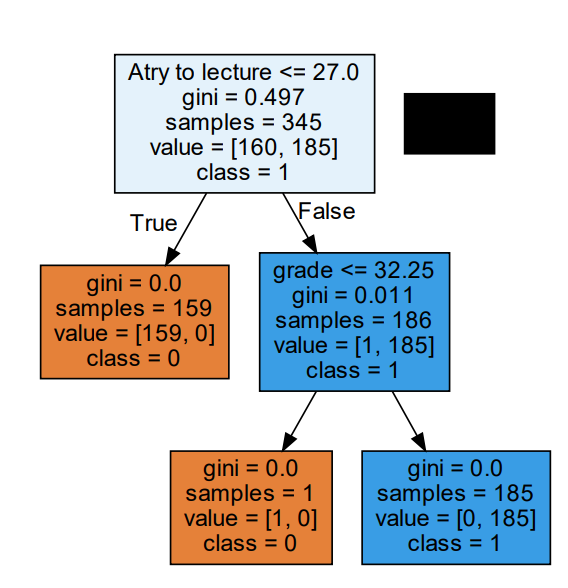 Atry to lecture <= 27.0
gini = 0.497
samples = 345
value = [160, 185]
class = 1
True
False
gini = 0.0
samples = 159
value = [159, 0]
class = 0
grade <= 32.25
gini = 0.011
samples = 186
value = [1, 185]
class = 1
gini = 0.0
samples = 1
value = [1, 0]
class = 0
gini = 0.0
samples = 185
value = [0, 185]
class = 1